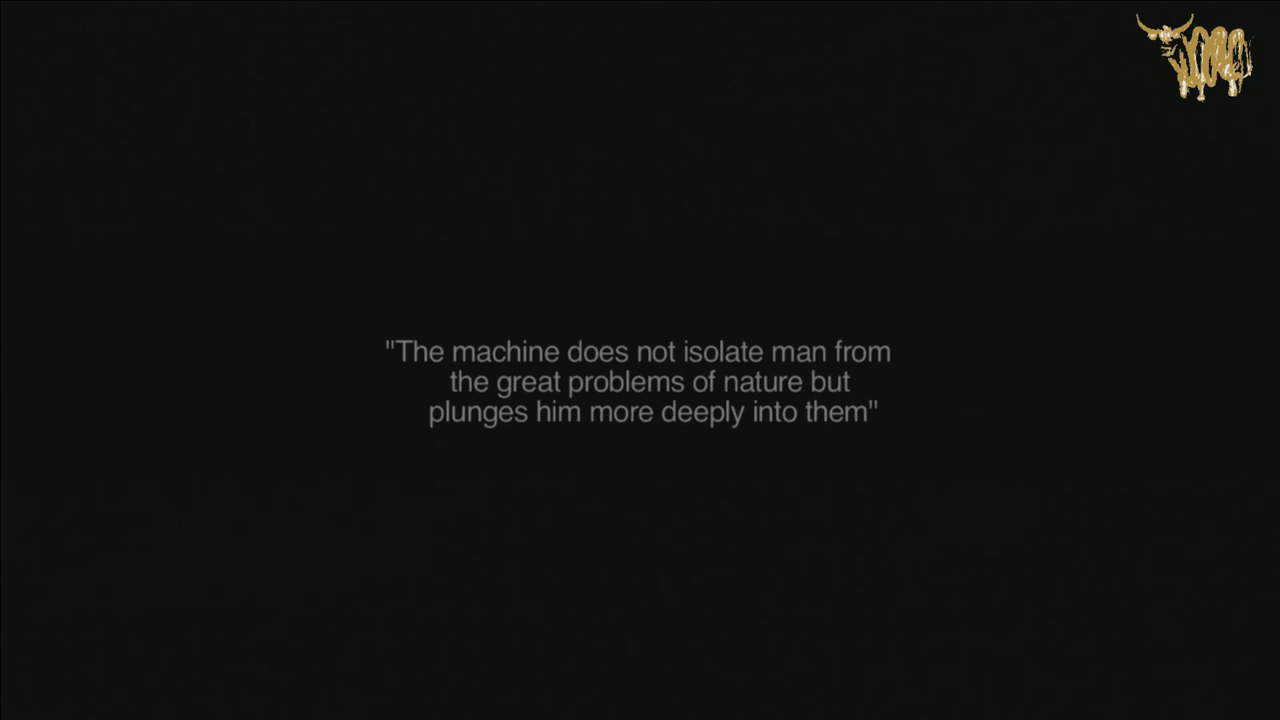 "The machine does not isolate man from
the great problems of nature but
plunges him more deeply into them"